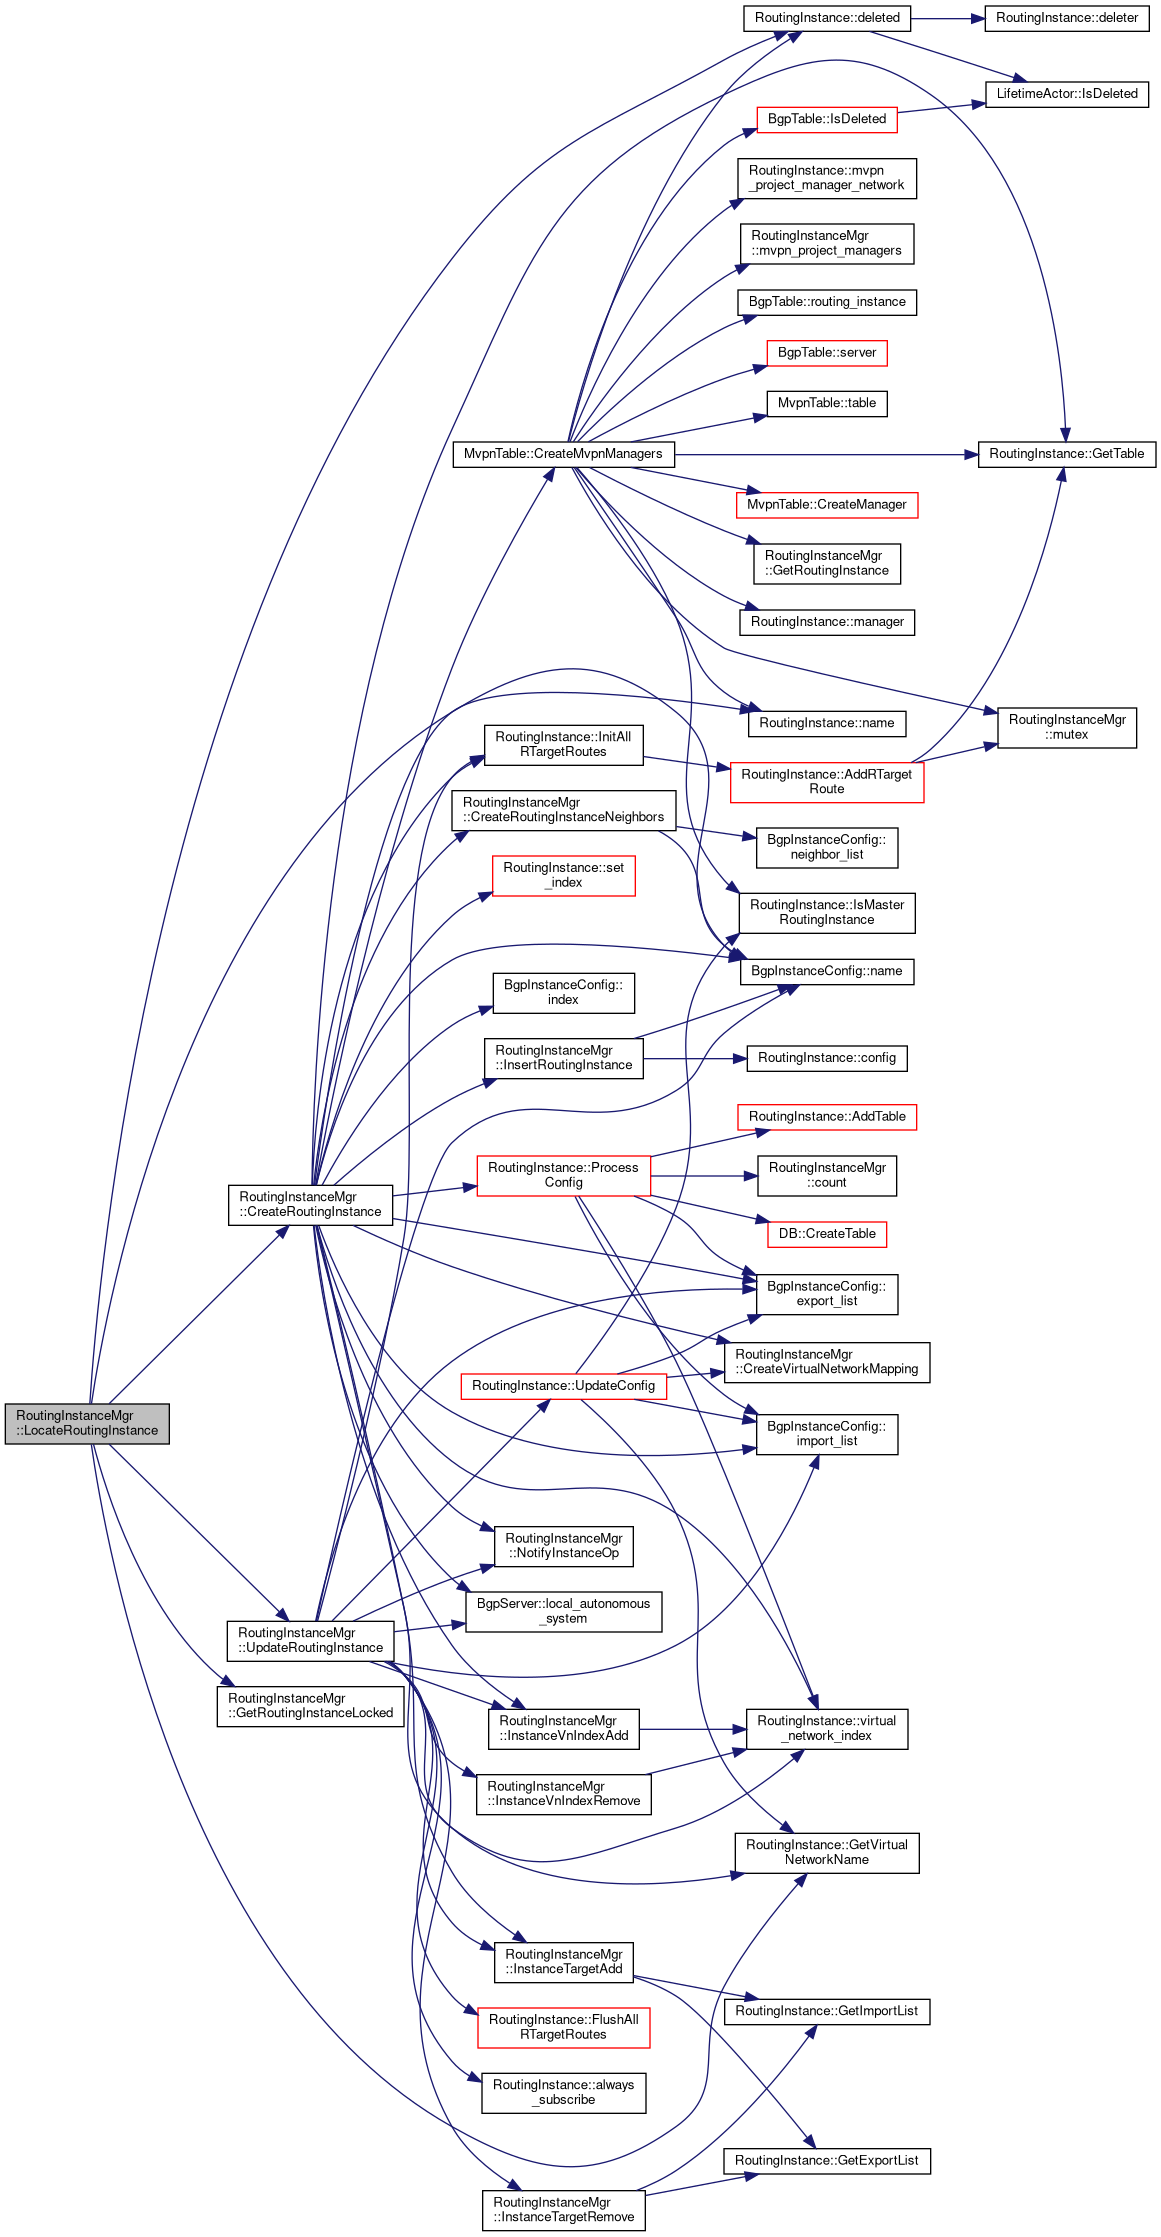 RoutingInstance::deleted
RoutingInstance::deleter
LifetimeActor::IsDeleted
BgpTable::IsDeleted
RoutingInstance::mvpn
_project_manager_network
RoutingInstanceMgr
::mvpn_project_managers
BgpTable::routing_instance
BgpTable::server
MvpnTable::table
MvpnTable::CreateMvpnManagers
RoutingInstance::GetTable
MvpnTable::CreateManager
RoutingInstanceMgr
::GetRoutingInstance
RoutingInstance::manager
RoutingInstance::name
RoutingInstanceMgr
::mutex
RoutingInstance::InitAll
RTargetRoutes
RoutingInstance::AddRTarget
Route
RoutingInstanceMgr
::CreateRoutingInstanceNeighbors
BgpInstanceConfig::
neighbor_list
RoutingInstance::set
_index
RoutingInstance::IsMaster
RoutingInstance
BgpInstanceConfig::name
BgpInstanceConfig::
index
RoutingInstanceMgr
::InsertRoutingInstance
RoutingInstance::config
RoutingInstance::AddTable
RoutingInstance::Process
Config
RoutingInstanceMgr
::count
RoutingInstanceMgr
::CreateRoutingInstance
DB::CreateTable
BgpInstanceConfig::
export_list
RoutingInstanceMgr
::CreateVirtualNetworkMapping
RoutingInstance::UpdateConfig
RoutingInstanceMgr
::LocateRoutingInstance
BgpInstanceConfig::
import_list
RoutingInstanceMgr
::NotifyInstanceOp
BgpServer::local_autonomous
_system
RoutingInstanceMgr
::UpdateRoutingInstance
RoutingInstanceMgr
::GetRoutingInstanceLocked
RoutingInstanceMgr
::InstanceVnIndexAdd
RoutingInstance::virtual
_network_index
RoutingInstanceMgr
::InstanceVnIndexRemove
RoutingInstance::GetVirtual
NetworkName
RoutingInstanceMgr
::InstanceTargetAdd
RoutingInstance::GetImportList
RoutingInstance::FlushAll
RTargetRoutes
RoutingInstance::always
_subscribe
RoutingInstance::GetExportList
RoutingInstanceMgr
::InstanceTargetRemove